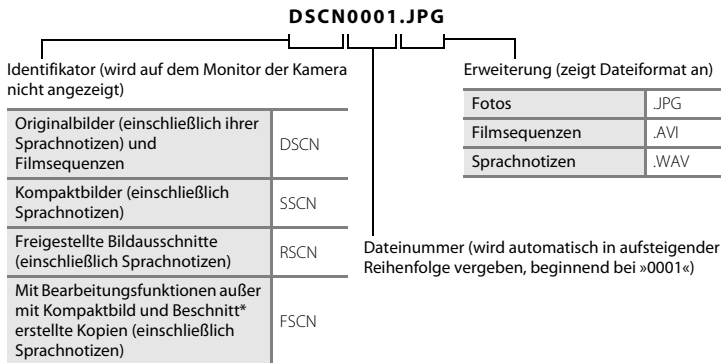 DSCN0001.JPG
Identifikator (wird auf dem Monitor der Kamera
nicht angezeigt)
Originalbilder (einschließlich ihrer
Sprachnotizen) und
Filmsequenzen
DSCN
Kompaktbilder (einschließlich
Sprachnotizen)
SSCN
Freigestellte Bildausschnitte
(einschließlich Sprachnotizen)
RSCN
Mit Bearbeitungsfunktionen außer
mit Kompaktbild und Beschnitt*
erstellte Kopien (einschließlich
Sprachnotizen)
FSCN
Erweiterung (zeigt Dateiformat an)
Fotos .JPG
Filmsequenzen .AVI
Sprachnotizen .WAV
Dateinummer (wird automatisch in aufsteigender
Reihenfolge vergeben, beginnend bei »0001«)